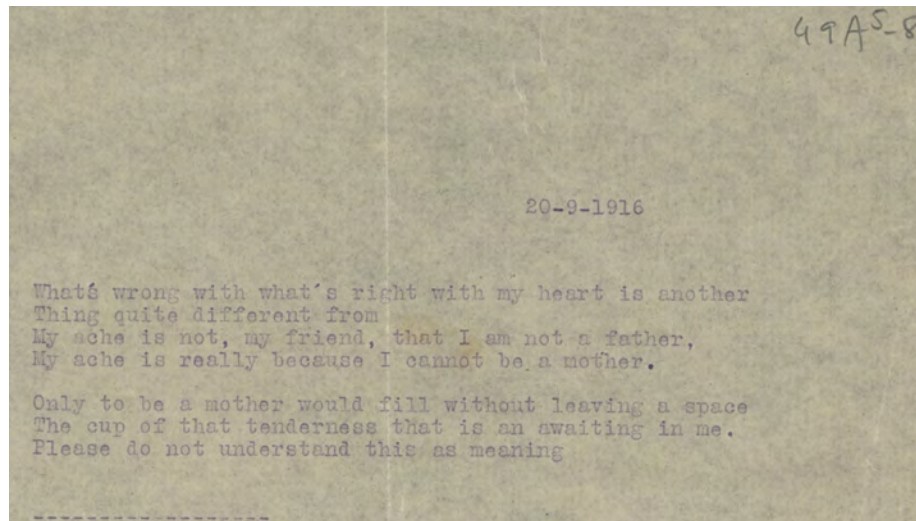 49A5-8
20-9-1916
What´s wrong with what´s right with my heart is another
Thing quite different from
My ache is not, my friend, that I am not a father,
My ache is really because I cannot be a mother.
Only to be a mother would fill without leaving a space
The cup of that tenderness that is an awaiting in me.
Please do not understand this as meaning
------------------